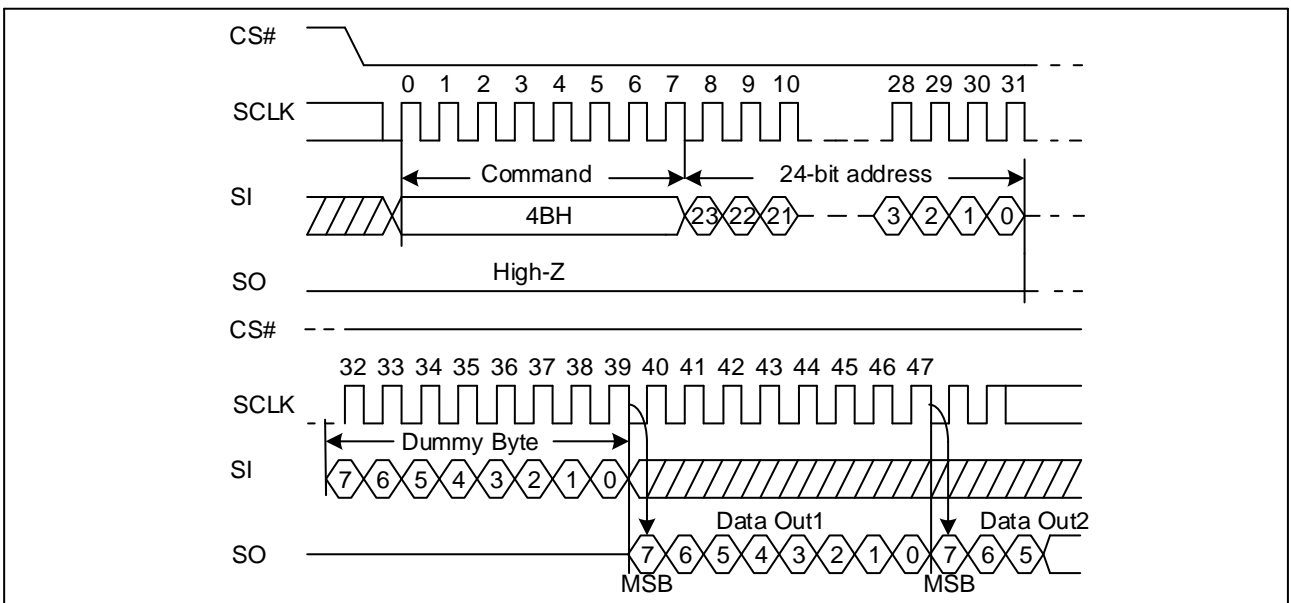 CS#
0 1 2 3 4 5 6 7 8 9 10 28 29 30 31
SCLK
Command 24-bit address
SI
4BH 23 22 21 3 2 1 0
High-Z
SO
CS#
32 33 34 35 36 37 38 39 40 41 42 43 44 45 46 47
SCLK
Dummy Byte
SI
7 6 5 4 3 2 1 0
Data Out1 Data Out2
SO
7 6 5 4 3 2 1 0 7 6 5
MSB MSB